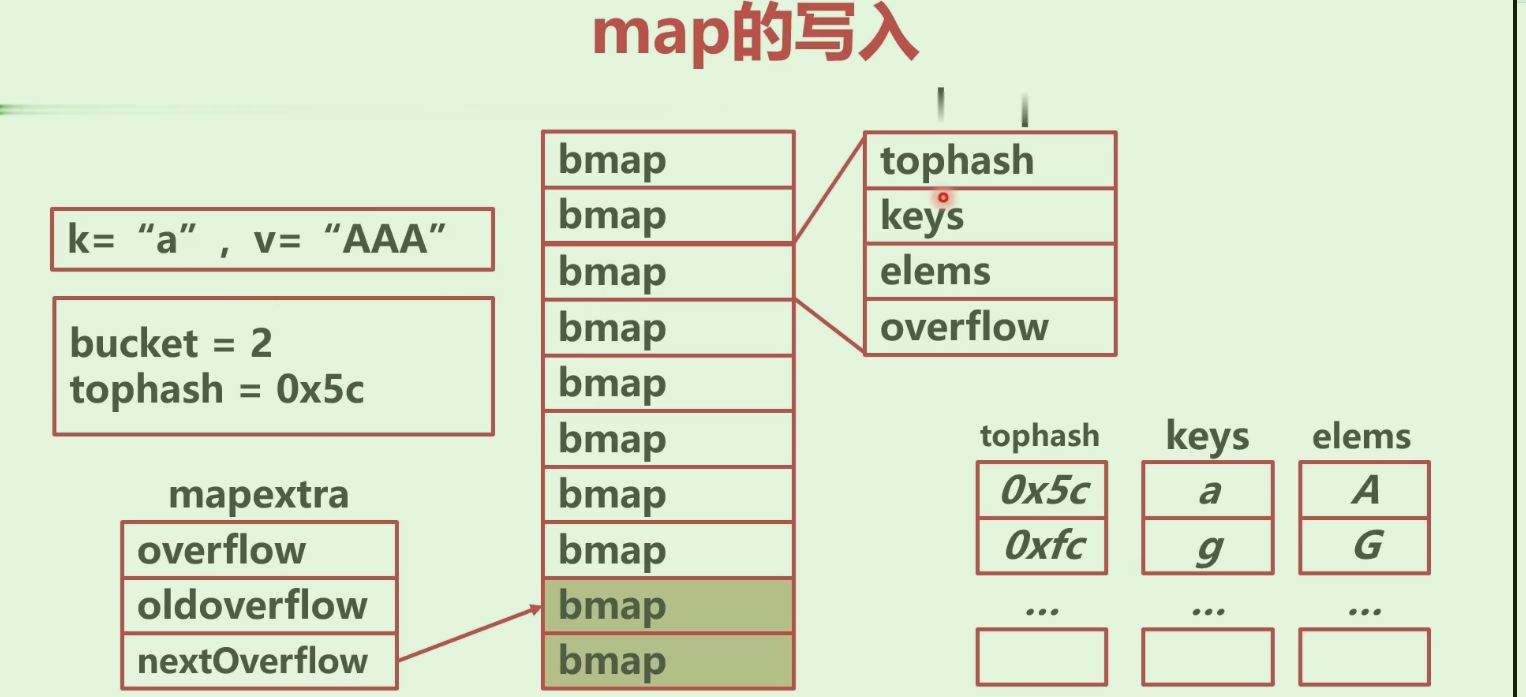 map的写入
k= “a” , v= “AAA”
bucket = 2
tophash = 0x5c
mapextra
overflow
oldoverflow
nextOverflow
bmap
bmap
bmap
bmap
bmap
bmap
bmap
bmap
bmap
bmap
tophash
keys
elems
overflow
tophash keys elems
0x5c a A
0xfc g G
... ... ...